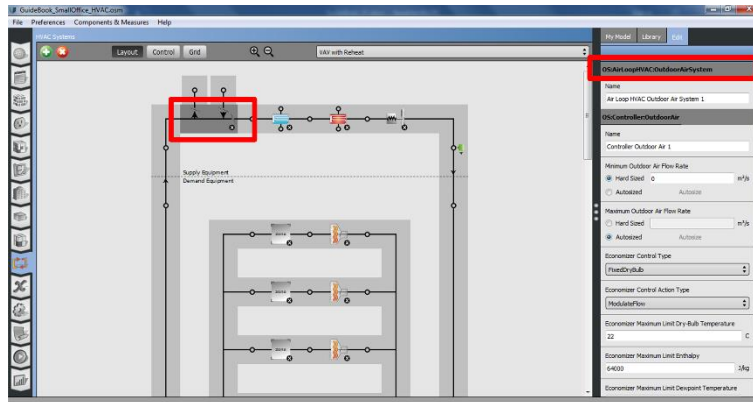 GuideBook_SmallOffice_HVAC.osm
File Preferences Components & Measures Help
HVAC Systems
Layout Control Grid
VAV with Reheat
My Model Library Edit
OS:AirLoopHVAC:OutdoorAirSystem
Name
Air Loop HVAC Outdoor Air System 1
OS:Controller:OutdoorAir
Name
Controller Outdoor Air 1
Minimum Outdoor Air Flow Rate
Hard Sized 0 m³/s
Autosized Autosize
Maximum Outdoor Air Flow Rate
Hard Sized m³/s
Autosized Autosize
Economizer Control Type
FixedDryBulb
Economizer Control Action Type
ModulateFlow
Economizer Maximum Limit Dry-Bulb Temperature
22 C
Economizer Maximum Limit Enthalpy
64000 J/kg
Economizer Maximum Limit Dewpoint Temperature
Supply Equipment
Demand Equipment